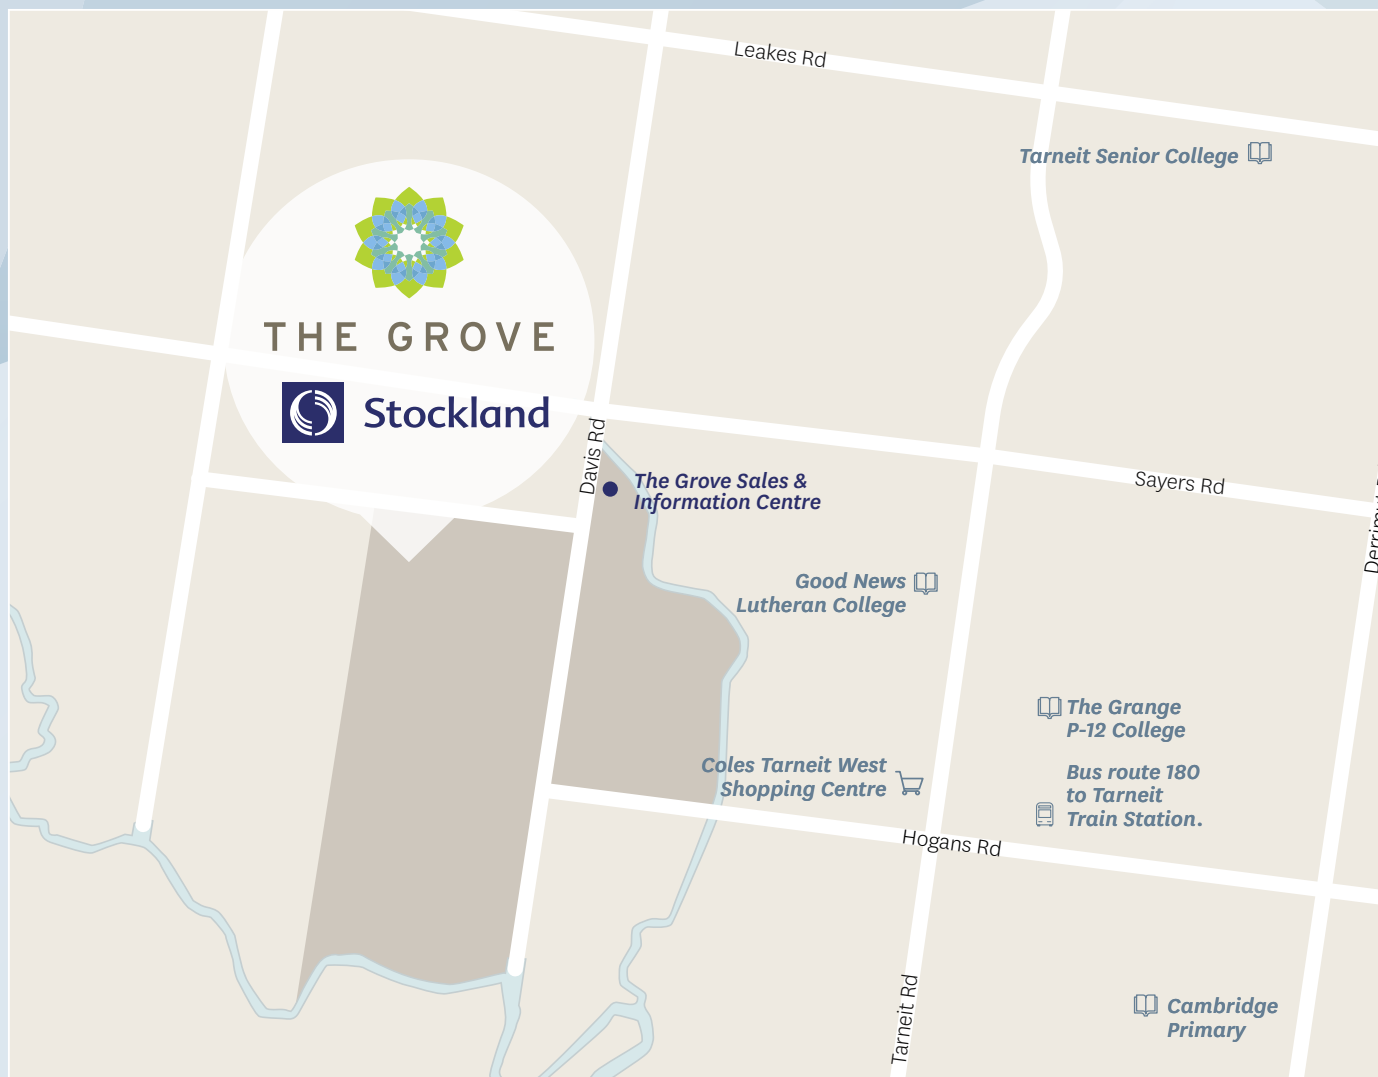 Leakes Rd
Tarneit Senior College
THE GROVE
Stockland
Davis Rd
The Grove Sales &
Information Centre
Sayers Rd
Good News
Lutheran College
The Grange
P-12 College
Coles Tarneit West
Shopping Centre
Bus route 180
to Tarneit
Train Station.
Hogans Rd
Tarneit Rd
Cambridge
Primary